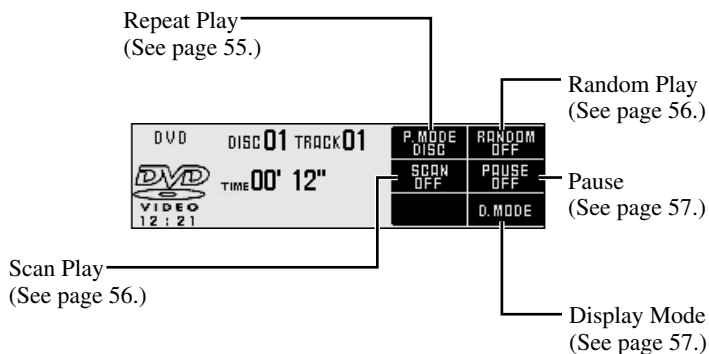 Repeat Play
(See page 55.)
Random Play
(See page 56.)
DVD DISC 01 TRACK 01
P.MODE DISC
RANDOM OFF
DVD VIDEO
TIME 00' 12"
SCAN OFF
PAUSE OFF
Pause
(See page 57.)
12:21
D.MODE
Scan Play
(See page 56.)
Display Mode
(See page 57.)